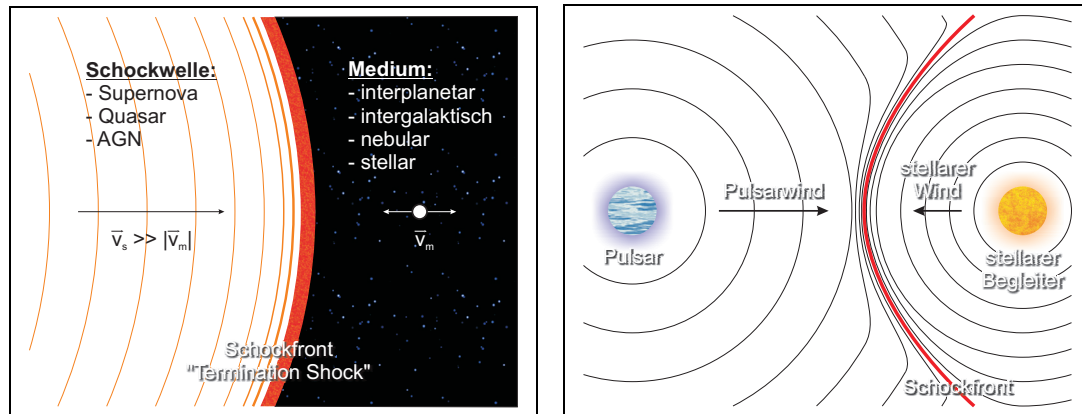 Schockwelle:
- Supernova
- Quasar
- AGN
v̅ₛ >> |v̅ₘ|
Medium:
- interplanetar
- intergalaktisch
- nebular
- stellar
v̅ₘ
Schockfront
"Termination Shock"
Pulsar
Pulsarwind
stellarer
Wind
stellarer
Begleiter
Schockfront